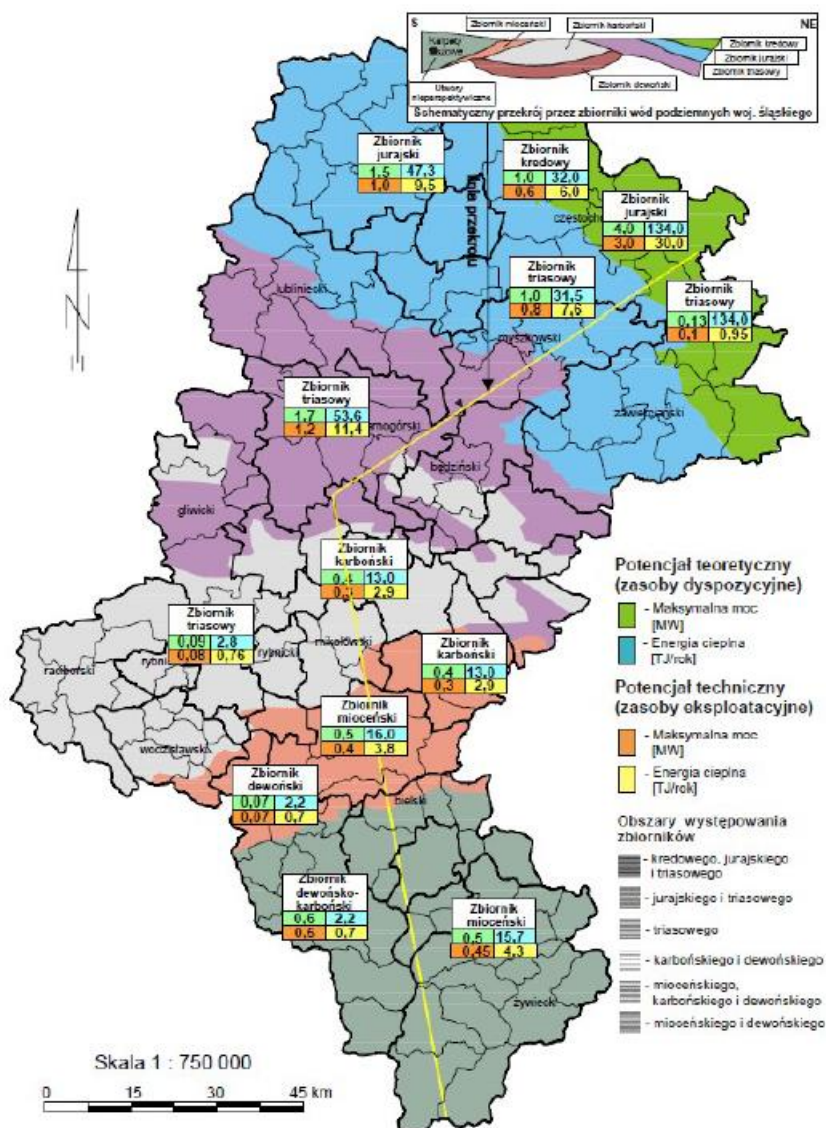 S
NE
Zbiornik mioceński
Zbiornik karboński
Karpaty
Zbiornik kredowy
Zbiornik jurajski
Zbiornik triasowy
Zbiornik dewoński
Utwory
nieperspektywiczne
Schematyczny przekrój przez zbiorniki wód podziemnych woj. śląskiego
Zbiornik
jurajski
1,5 47,3
1,0 9,5
Zbiornik
kredowy
1,0 32,0
0,6 6,0
linia przekroju
Zbiornik
jurajski
4,0 134,0
3,0 30,0
Zbiornik
triasowy
1,0 31,5
0,8 7,6
Zbiornik
triasowy
0,13 134,0
0,1 0,95
lubliniecki
myszkowski
zawierciański
Zbiornik
triasowy
1,7 53,6
1,2 11,4
będziński
gliwicki
Zbiornik
karboński
0,4 13,0
0,3 2,9
Zbiornik
triasowy
0,09 2,8
0,08 0,76
raciborski
rybnicki
mikołowski
Zbiornik
karboński
0,4 13,0
0,3 2,9
Zbiornik
mioceński
0,5 16,0
0,4 3,8
wodzisławski
Zbiornik
dewoński
0,07 2,2
0,07 0,7
bielski
Zbiornik
dewońsko-
karboński
0,6 2,2
0,5 0,7
Zbiornik
mioceński
0,5 15,7
0,45 4,3
żywiecki
Potencjał teoretyczny
(zasoby dyspozycyjne)
- Maksymalna moc
[MW]
- Energia cieplna
[TJ/rok]
Potencjał techniczny
(zasoby eksploatacyjne)
- Maksymalna moc
[MW]
- Energia cieplna
[TJ/rok]
Obszary występowania
zbiorników
- kredowego, jurajskiego
i triasowego
- jurajskiego i triasowego
- triasowego
- karbońskiego i dewońskiego
- mioceńskiego,
karbońskiego i dewońskiego
- mioceńskiego i dewońskiego
Skala 1 : 750 000
0 15 30 45 km